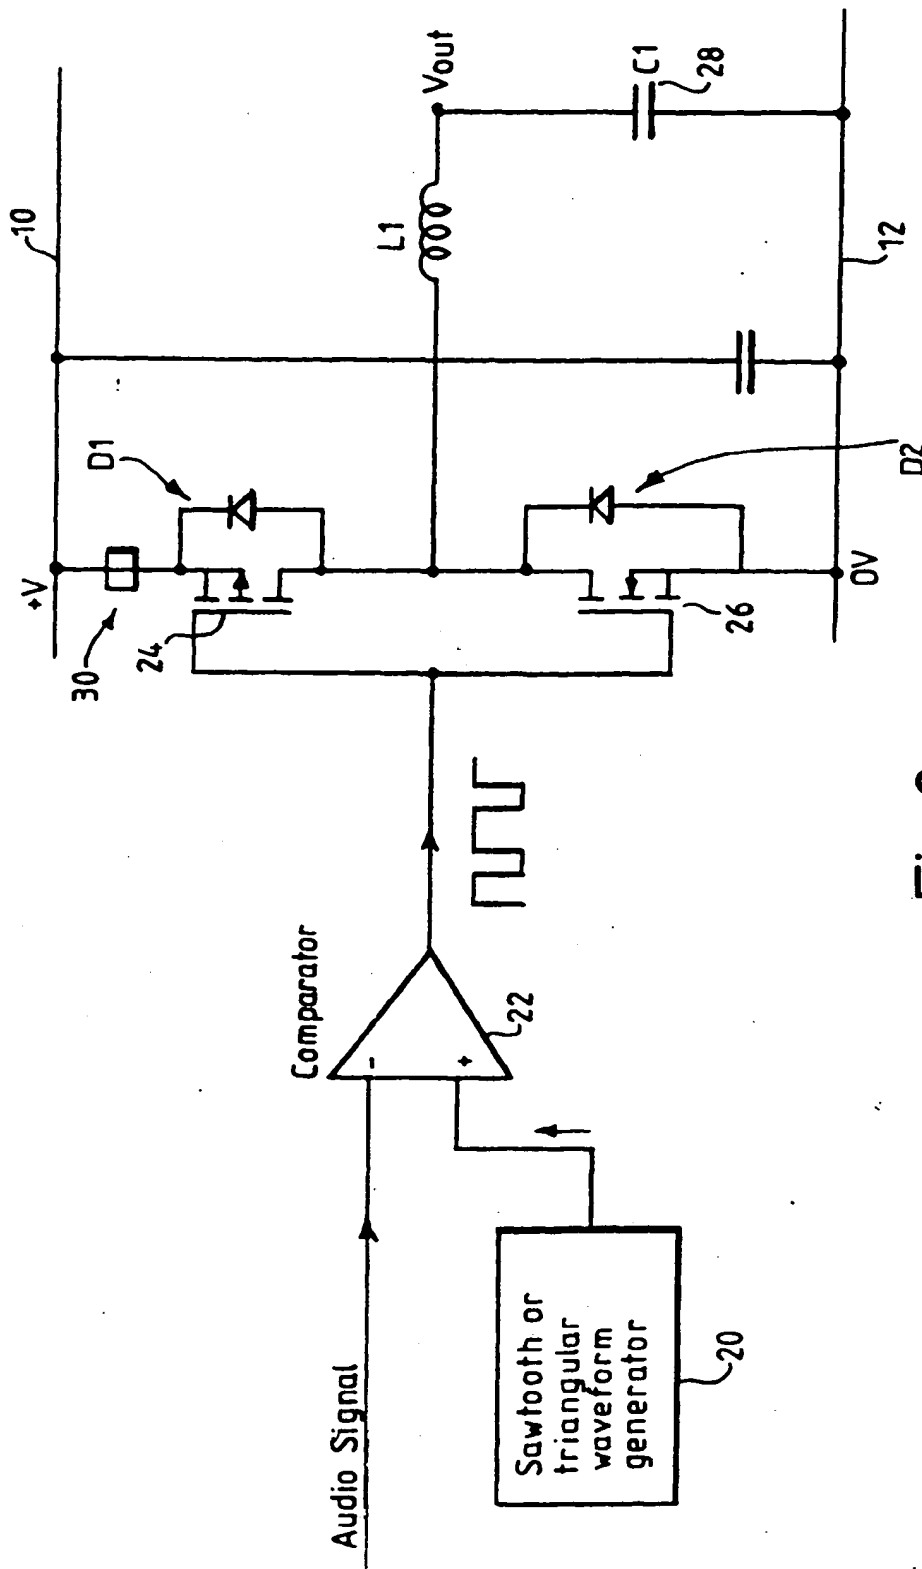 10
+V
30
D1
24
L1
Vout
C1
28
D2
26
0V
12
Comparator
-
+
22
Audio Signal
Sawtooth or
triangular
waveform
generator
20